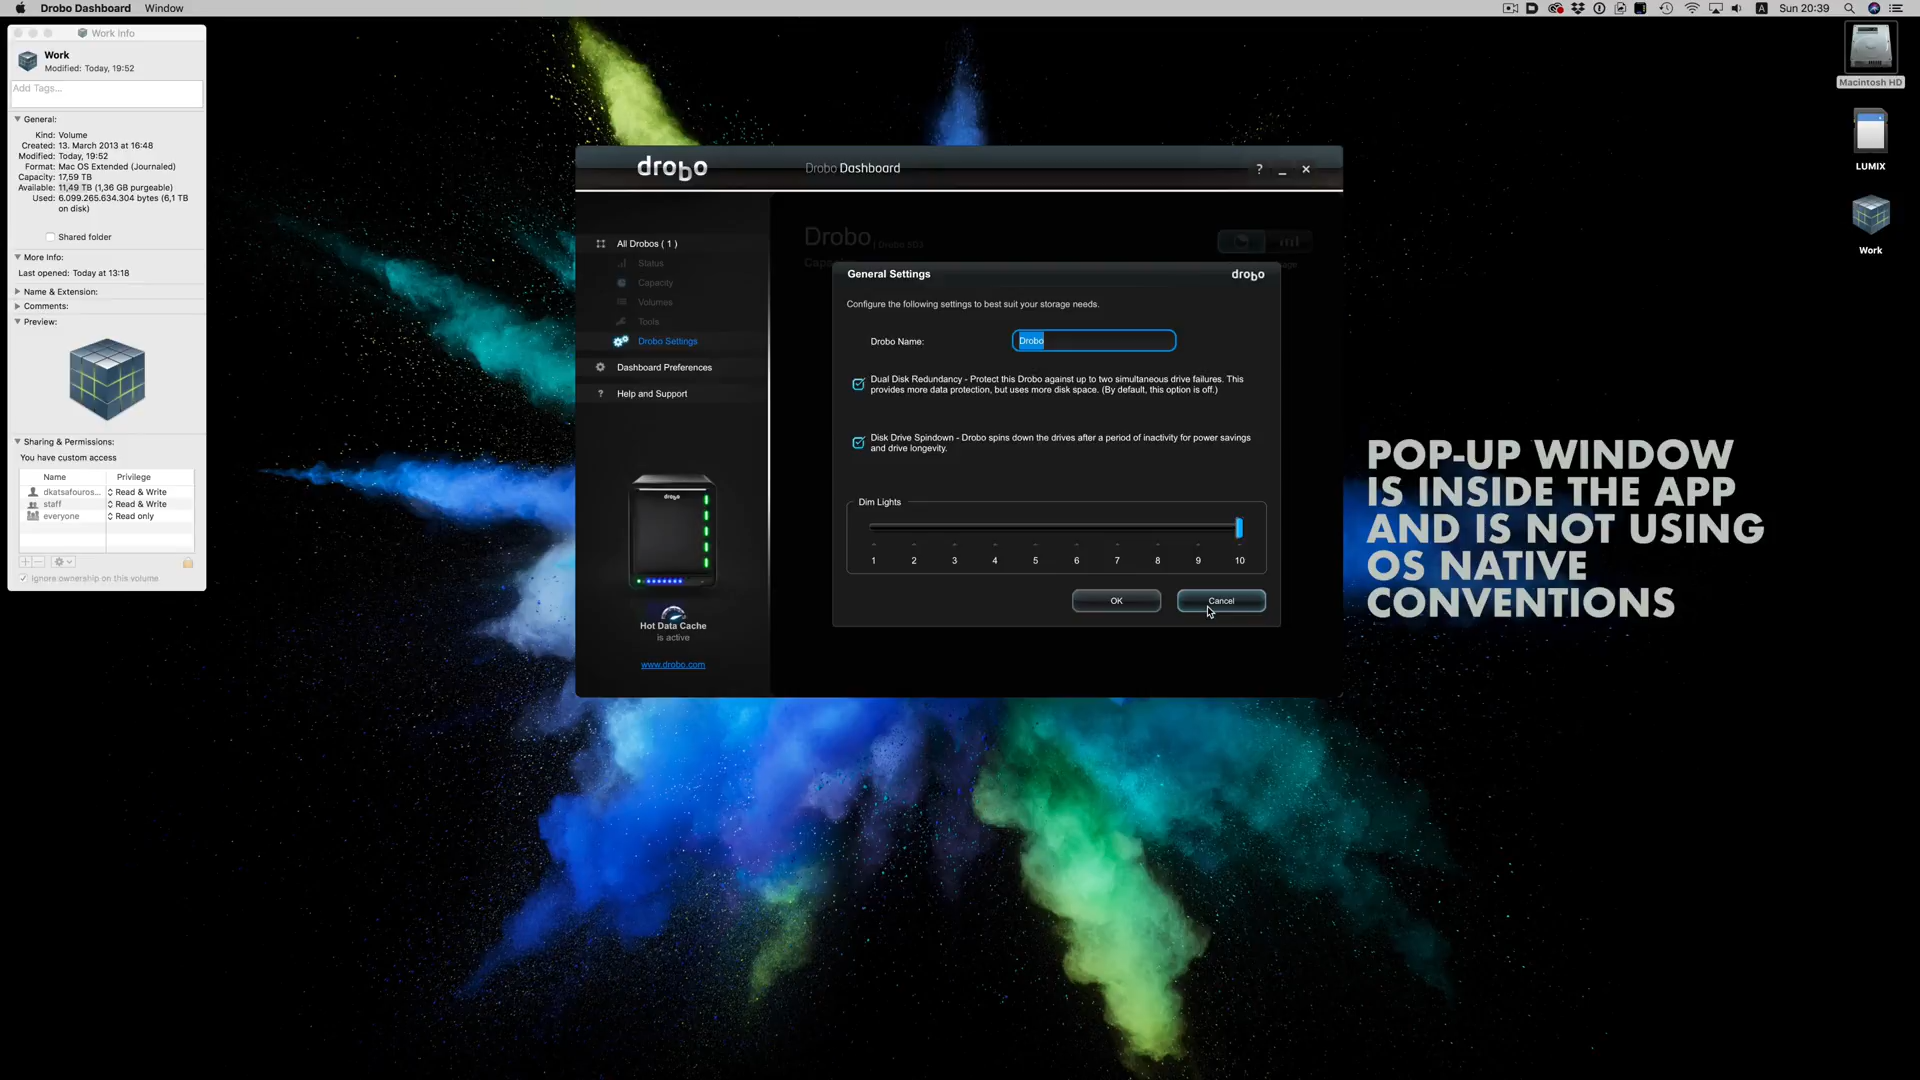 Drobo Dashboard Window
Sun 20:39
Work Info
Work
Modified: Today, 19:52
Add Tags...
General:
Kind: Volume
Created: 13. March 2013 at 16:48
Modified: Today, 19:52
Format: Mac OS Extended (Journaled)
Capacity: 17,59 TB
Available: 11,49 TB (1,36 GB purgeable)
Used: 6.099.265.634.304 bytes (6,1 TB
on disk)
Shared folder
More Info:
Last opened: Today at 13:18
Name & Extension:
Comments:
Preview:
Sharing & Permissions:
You have custom access
Name Privilege
dkatsafouros... Read & Write
staff Read & Write
everyone Read only
Ignore ownership on this volume
drobo
Drobo Dashboard
? _ ×
All Drobos ( 1 )
Status
Capacity
Volumes
Tools
Drobo Settings
Dashboard Preferences
? Help and Support
drobo
Hot Data Cache
is active
www.drobo.com
Drobo | Drobo 5D3
General Settings
drobo
Configure the following settings to best suit your storage needs.
Drobo Name: Drobo
Dual Disk Redundancy - Protect this Drobo against up to two simultaneous drive failures. This
provides more data protection, but uses more disk space. (By default, this option is off.)
Disk Drive Spindown - Drobo spins down the drives after a period of inactivity for power savings
and drive longevity.
Dim Lights
1 2 3 4 5 6 7 8 9 10
OK Cancel
POP-UP WINDOW
IS INSIDE THE APP
AND IS NOT USING
OS NATIVE
CONVENTIONS
Macintosh HD
LUMIX
Work